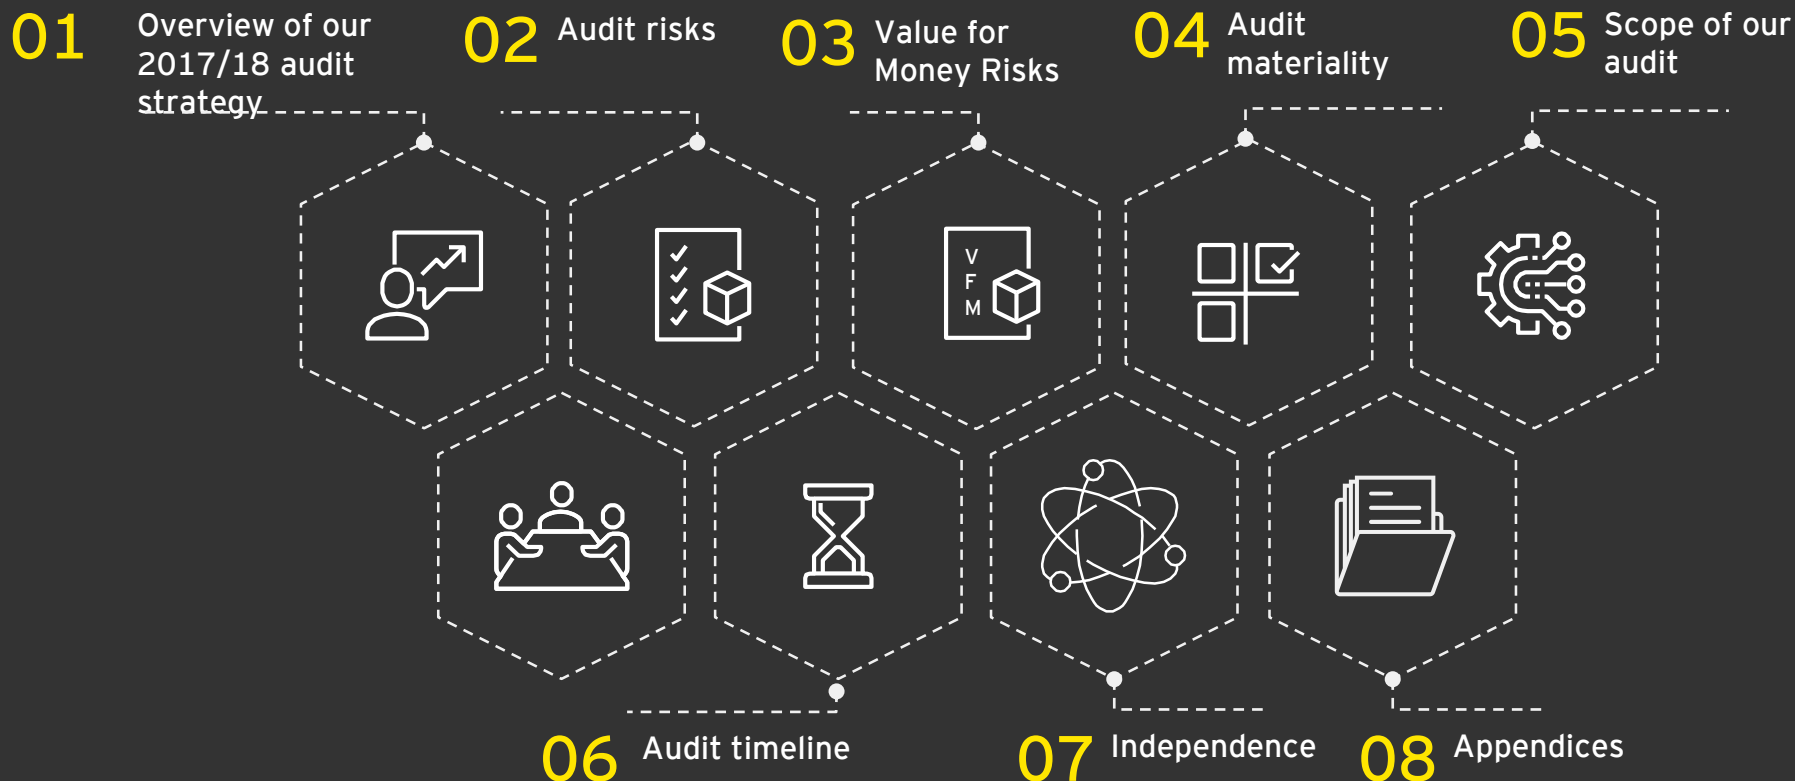 01
Overview of our
2017/18 audit
strategy
02
Audit risks
03
Value for
Money Risks
04
Audit
materiality
05
Scope of our
audit
V
F
M
06
Audit timeline
07
Independence
08
Appendices